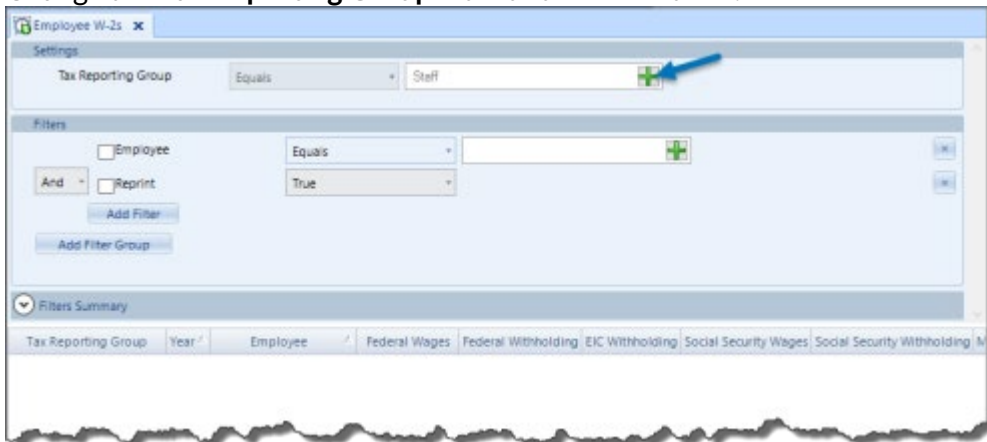 Employee W-2s
Settings
Tax Reporting Group Equals Staff
Filters
Employee Equals
And Reprint True
Add Filter
Add Filter Group
Filters Summary
Tax Reporting Group Year Employee Federal Wages Federal Withholding EIC Withholding Social Security Wages Social Security Withholding M